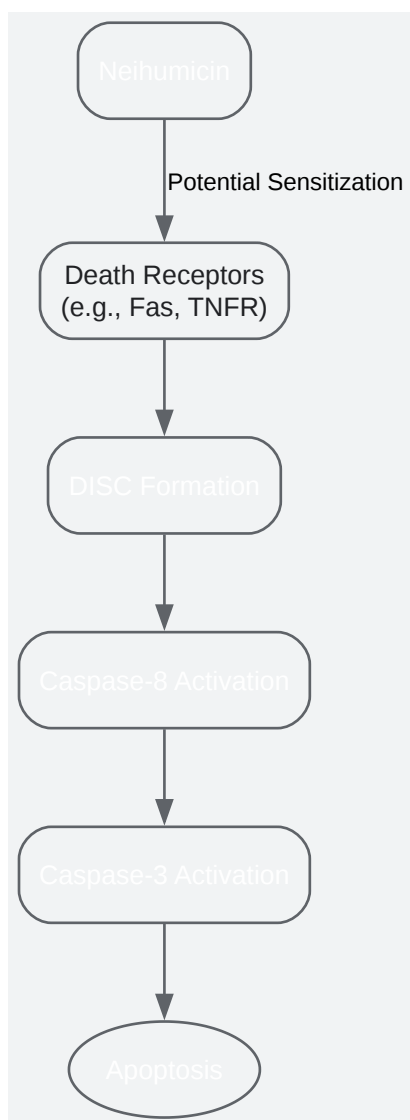 Neihumicin
Potential Sensitization
Death Receptors
(e.g., Fas, TNFR)
DISC Formation
Caspase-8 Activation
Caspase-3 Activation
Apoptosis